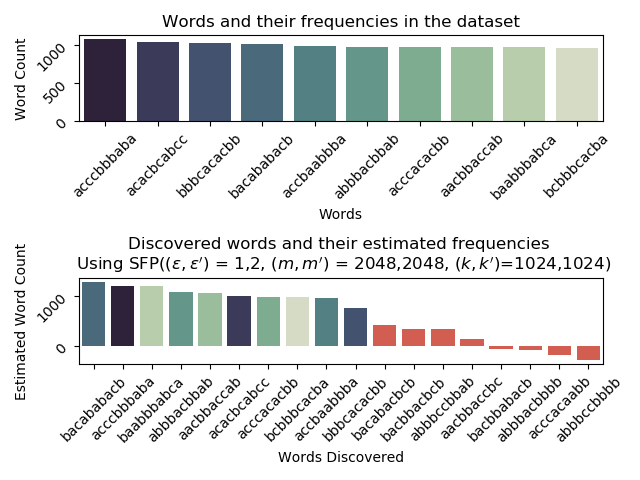 Words and their frequencies in the dataset
Word Count
1000
500
0
acccbbbaba
acacbcabcc
bbbcacacbb
bacababacb
accbaabbba
abbbacbbab
acccacacbb
aacbbaccab
baabbbabca
bcbbbcacba
Words
Discovered words and their estimated frequencies
Using SFP((ε, ε′) = 1,2, (m, m′) = 2048,2048, (k, k′)=1024,1024)
Estimated Word Count
1000
0
bacababacb
acccbbbaba
baabbbabca
abbbacbbab
aacbbaccab
acacbcabcc
acccacacbb
bcbbbcacba
accbaabbba
bbbcacacbb
bacabacbcb
bacbbacbcb
abbbccbbab
aacbbaccbc
bacbbabacb
abbbacbbbb
acccacaabb
abbbccbbbb
Words Discovered